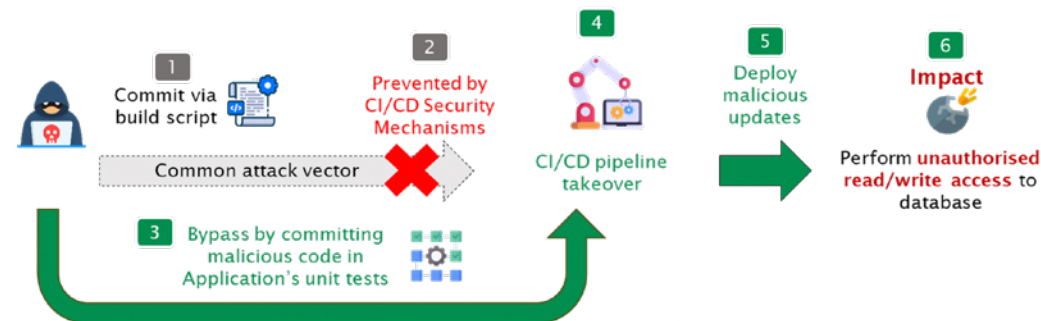 1
Commit via
build script
2
Prevented by
CI/CD Security
Mechanisms
Common attack vector
3
Bypass by committing
malicious code in
Application's unit tests
4
CI/CD pipeline
takeover
5
Deploy
malicious
updates
6
Impact
Perform unauthorised
read/write access to
database